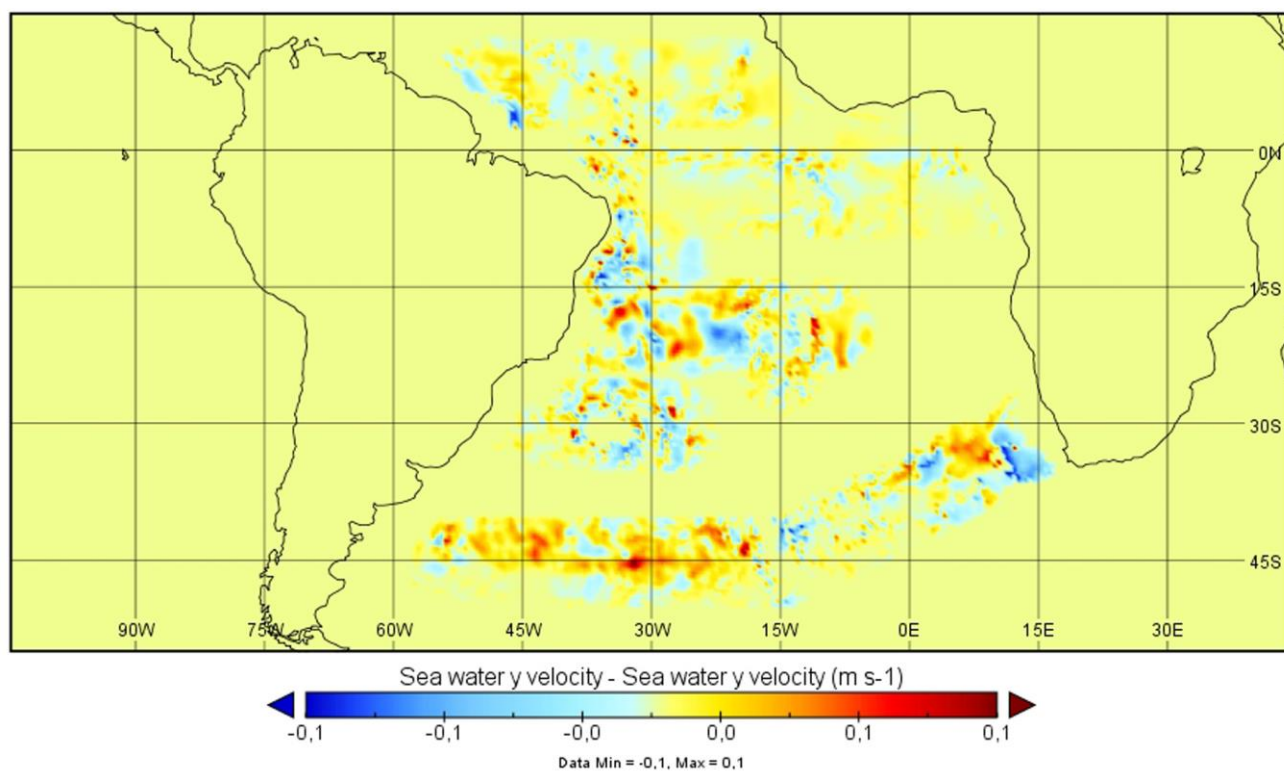 0N
15S
30S
45S
90W 75W 60W 45W 30W 15W 0E 15E 30E
Sea water y velocity - Sea water y velocity (m s-1)
-0,1 -0,1 -0,0 0,0 0,1 0,1
Data Min = -0,1, Max = 0,1